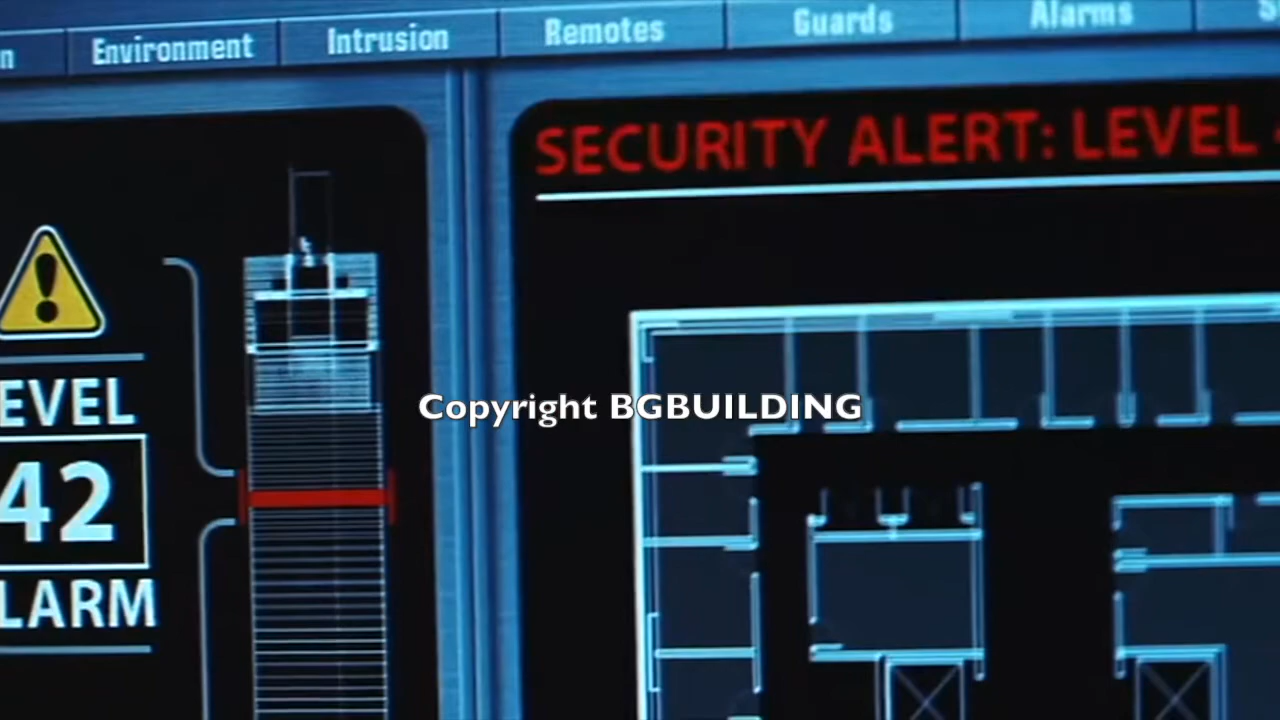 n Environment Intrusion Remotes Guards Alarms S
SECURITY ALERT: LEVEL
EVEL
42
LARM
Copyright BGBUILDING